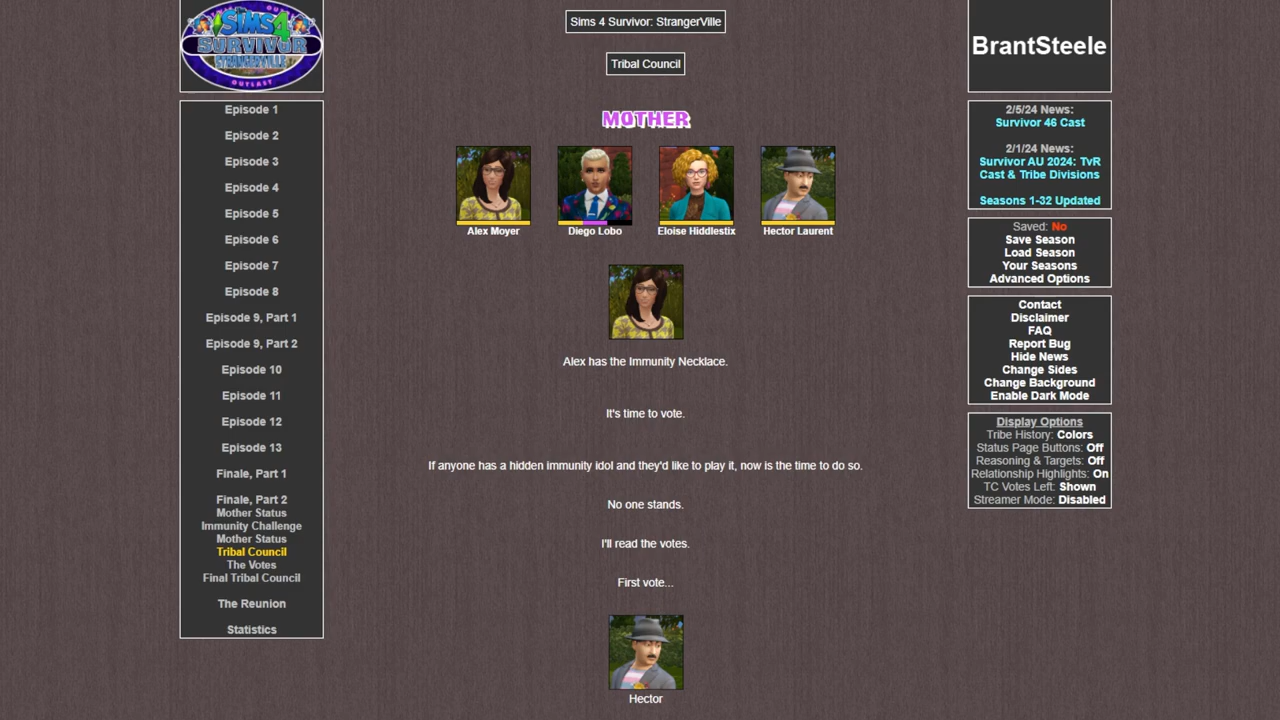 SIMS4
SURVIVOR
STRANGERVILLE
OUTLAST
Episode 1
Episode 2
Episode 3
Episode 4
Episode 5
Episode 6
Episode 7
Episode 8
Episode 9, Part 1
Episode 9, Part 2
Episode 10
Episode 11
Episode 12
Episode 13
Finale, Part 1
Finale, Part 2
Mother Status
Immunity Challenge
Mother Status
Tribal Council
The Votes
Final Tribal Council
The Reunion
Statistics
Sims 4 Survivor: StrangerVille
Tribal Council
MOTHER
Alex Moyer
Diego Lobo
Eloise Hiddlestix
Hector Laurent
Alex has the Immunity Necklace.
It's time to vote.
If anyone has a hidden immunity idol and they'd like to play it, now is the time to do so.
No one stands.
I'll read the votes.
First vote...
Hector
BrantSteele
2/5/24 News:
Survivor 46 Cast
2/1/24 News:
Survivor AU 2024: TvR
Cast & Tribe Divisions
Seasons 1-32 Updated
Saved: No
Save Season
Load Season
Your Seasons
Advanced Options
Contact
Disclaimer
FAQ
Report Bug
Hide News
Change Sides
Change Background
Enable Dark Mode
Display Options
Tribe History: Colors
Status Page Buttons: Off
Reasoning & Targets: Off
Relationship Highlights: On
TC Votes Left: Shown
Streamer Mode: Disabled